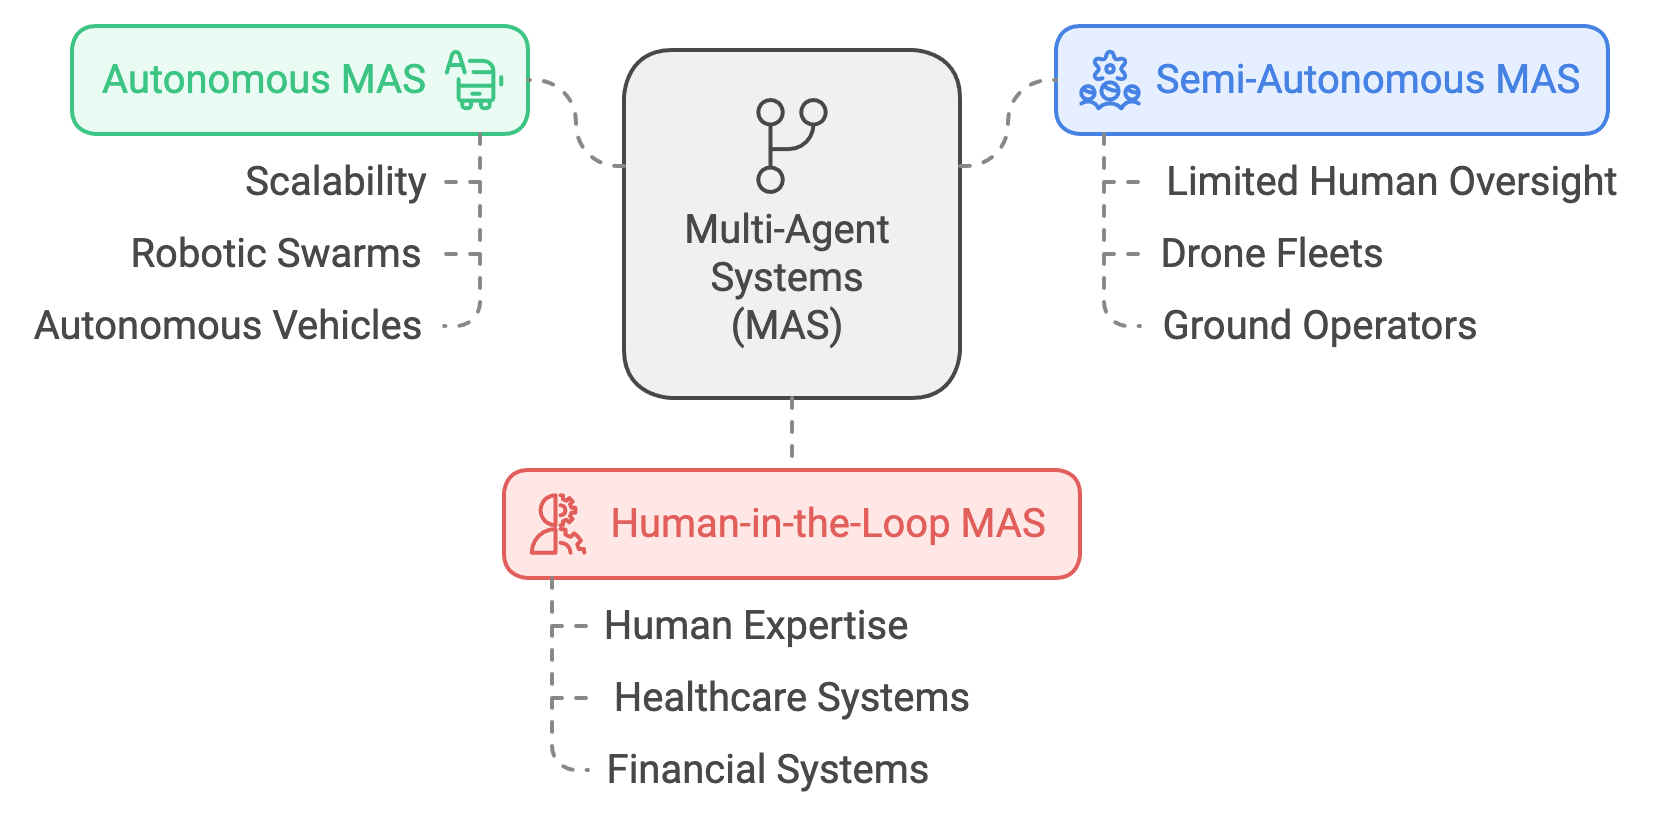 Autonomous MAS
Scalability
Robotic Swarms
Autonomous Vehicles
Multi-Agent
Systems
(MAS)
Semi-Autonomous MAS
Limited Human Oversight
Drone Fleets
Ground Operators
Human-in-the-Loop MAS
Human Expertise
Healthcare Systems
Financial Systems